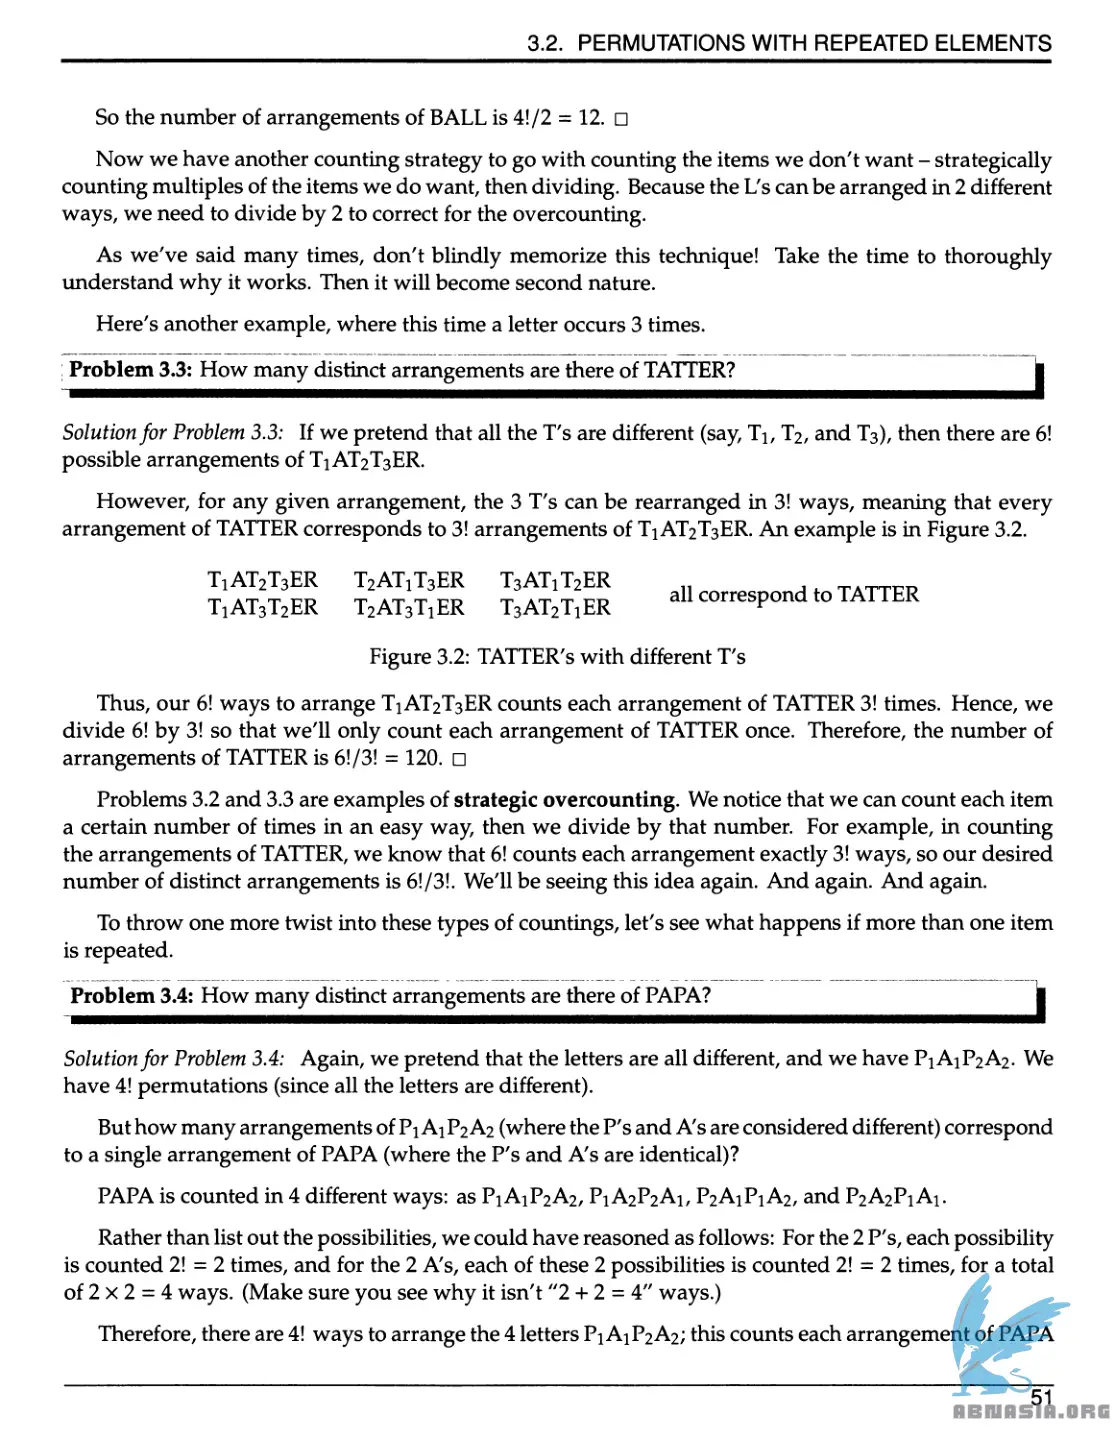 3.2. PERMUTATIONS WITH REPEATED ELEMENTS
So the number of arrangements of BALL is 4!/2 = 12. □
Now we have another counting strategy to go with counting the items we don't want – strategically
counting multiples of the items we do want, then dividing. Because the L's can be arranged in 2 different
ways, we need to divide by 2 to correct for the overcounting.
As we've said many times, don't blindly memorize this technique! Take the time to thoroughly
understand why it works. Then it will become second nature.
Here's another example, where this time a letter occurs 3 times.
Problem 3.3: How many distinct arrangements are there of TATTER?
Solution for Problem 3.3: If we pretend that all the T's are different (say, T₁, T₂, and T₃), then there are 6!
possible arrangements of T₁AT₂T₃ER.
However, for any given arrangement, the 3 T's can be rearranged in 3! ways, meaning that every
arrangement of TATTER corresponds to 3! arrangements of T₁AT₂T₃ER. An example is in Figure 3.2.
T₁AT₂T₃ER T₂AT₁T₃ER T₃AT₁T₂ER
T₁AT₃T₂ER T₂AT₃T₁ER T₃AT₂T₁ER
all correspond to TATTER
Figure 3.2: TATTER's with different T's
Thus, our 6! ways to arrange T₁AT₂T₃ER counts each arrangement of TATTER 3! times. Hence, we
divide 6! by 3! so that we'll only count each arrangement of TATTER once. Therefore, the number of
arrangements of TATTER is 6!/3! = 120. □
Problems 3.2 and 3.3 are examples of strategic overcounting. We notice that we can count each item
a certain number of times in an easy way, then we divide by that number. For example, in counting
the arrangements of TATTER, we know that 6! counts each arrangement exactly 3! ways, so our desired
number of distinct arrangements is 6!/3!. We'll be seeing this idea again. And again. And again.
To throw one more twist into these types of countings, let's see what happens if more than one item
is repeated.
Problem 3.4: How many distinct arrangements are there of PAPA?
Solution for Problem 3.4: Again, we pretend that the letters are all different, and we have P₁A₁P₂A₂. We
have 4! permutations (since all the letters are different).
But how many arrangements of P₁A₁P₂A₂ (where the P's and A's are considered different) correspond
to a single arrangement of PAPA (where the P's and A's are identical)?
PAPA is counted in 4 different ways: as P₁A₁P₂A₂, P₁A₂P₂A₁, P₂A₁P₁A₂, and P₂A₂P₁A₁.
Rather than list out the possibilities, we could have reasoned as follows: For the 2 P's, each possibility
is counted 2! = 2 times, and for the 2 A's, each of these 2 possibilities is counted 2! = 2 times, for a total
of 2 × 2 = 4 ways. (Make sure you see why it isn't "2 + 2 = 4" ways.)
Therefore, there are 4! ways to arrange the 4 letters P₁A₁P₂A₂; this counts each arrangement of PAPA
51
ABNASIA.ORG